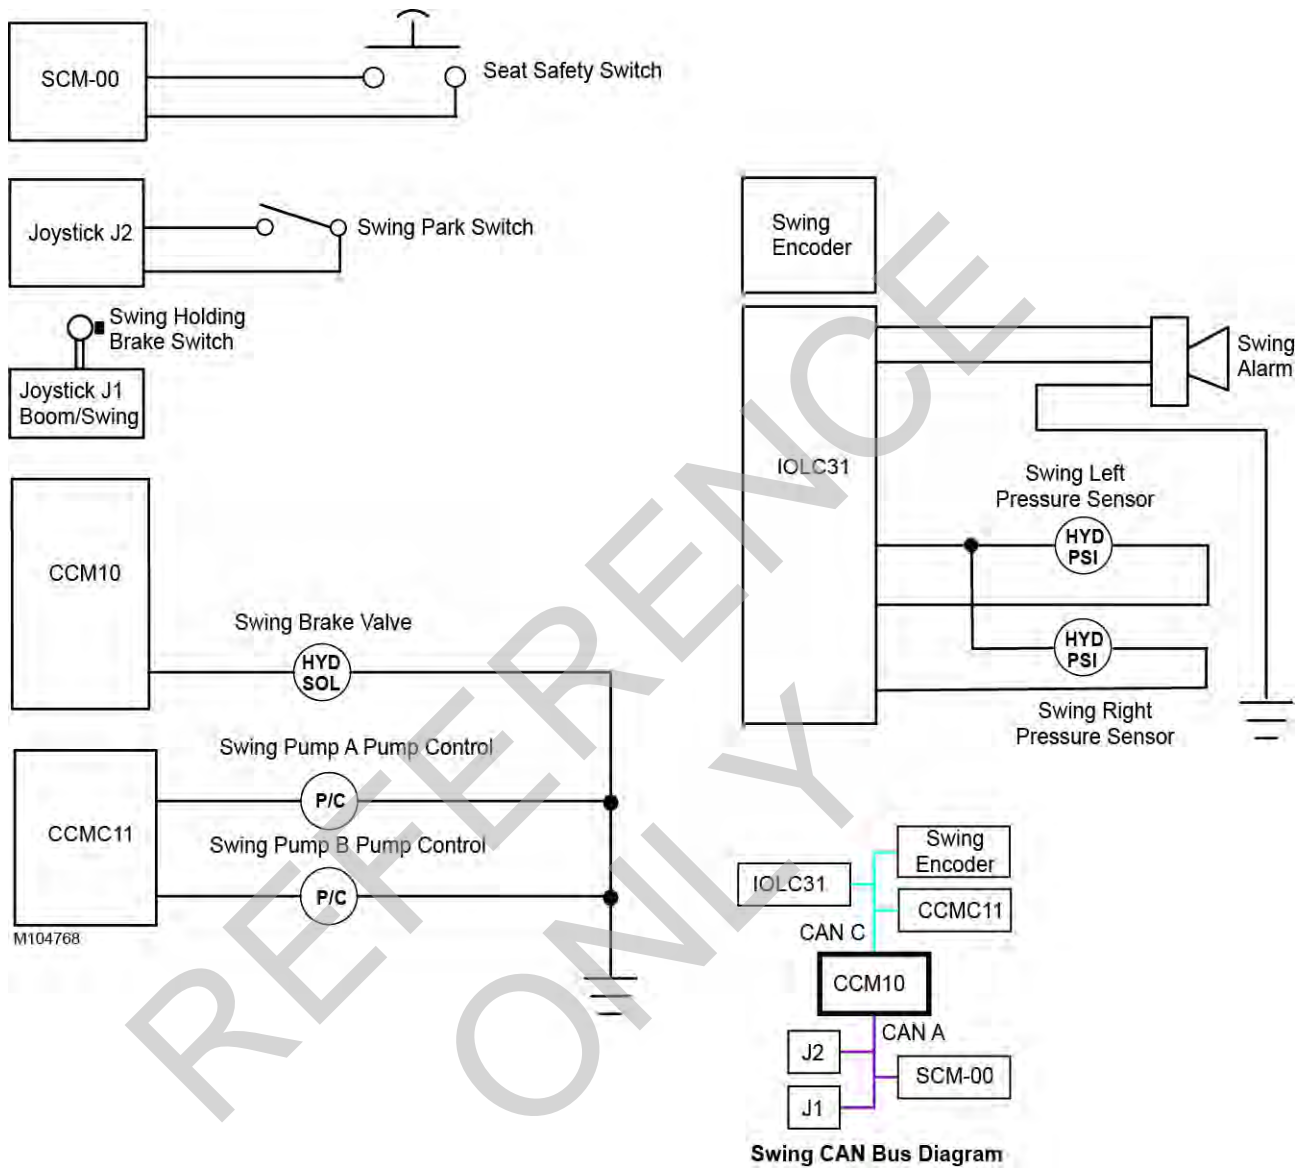 SCM-00
Seat Safety Switch
Joystick J2
Swing Park Switch
Swing Holding
Brake Switch
Joystick J1
Boom/Swing
CCM10
Swing Brake Valve
HYD
SOL
Swing Pump A Pump Control
P/C
CCMC11
Swing Pump B Pump Control
P/C
M104768
Swing
Encoder
Swing
Alarm
IOLC31
Swing Left
Pressure Sensor
HYD
PSI
HYD
PSI
Swing Right
Pressure Sensor
Swing
Encoder
IOLC31
CCMC11
CAN C
CCM10
CAN A
J2
SCM-00
J1
Swing CAN Bus Diagram
REFERENCE
ONLY